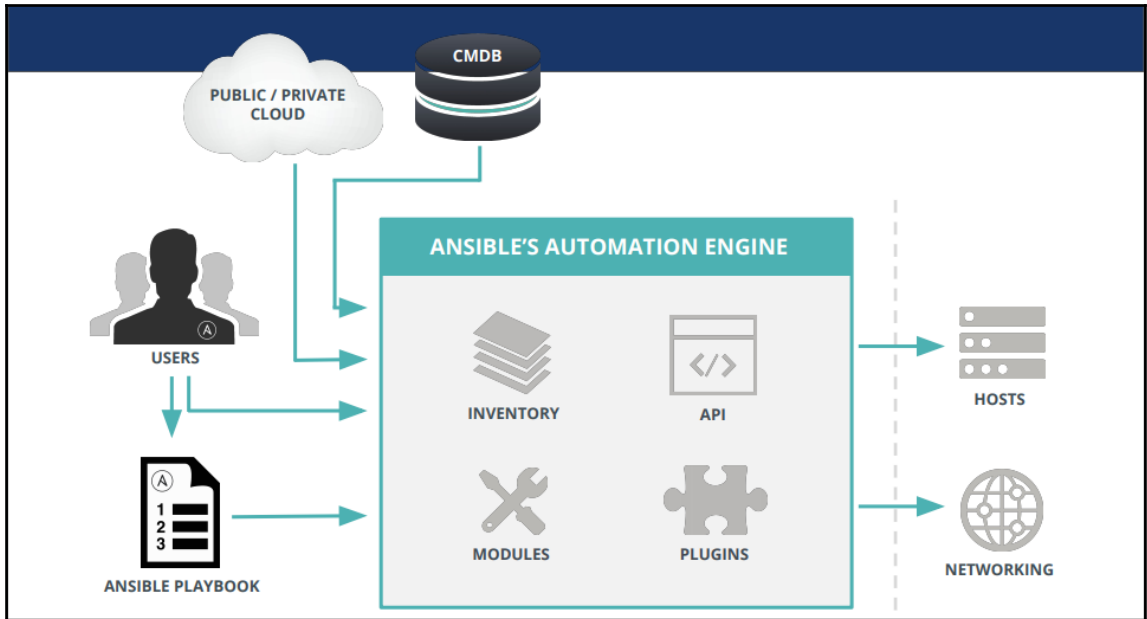 CMDB
PUBLIC / PRIVATE
CLOUD
ANSIBLE'S AUTOMATION ENGINE
USERS
INVENTORY
API
HOSTS
A
A
1
2
3
</>
MODULES
PLUGINS
ANSIBLE PLAYBOOK
NETWORKING